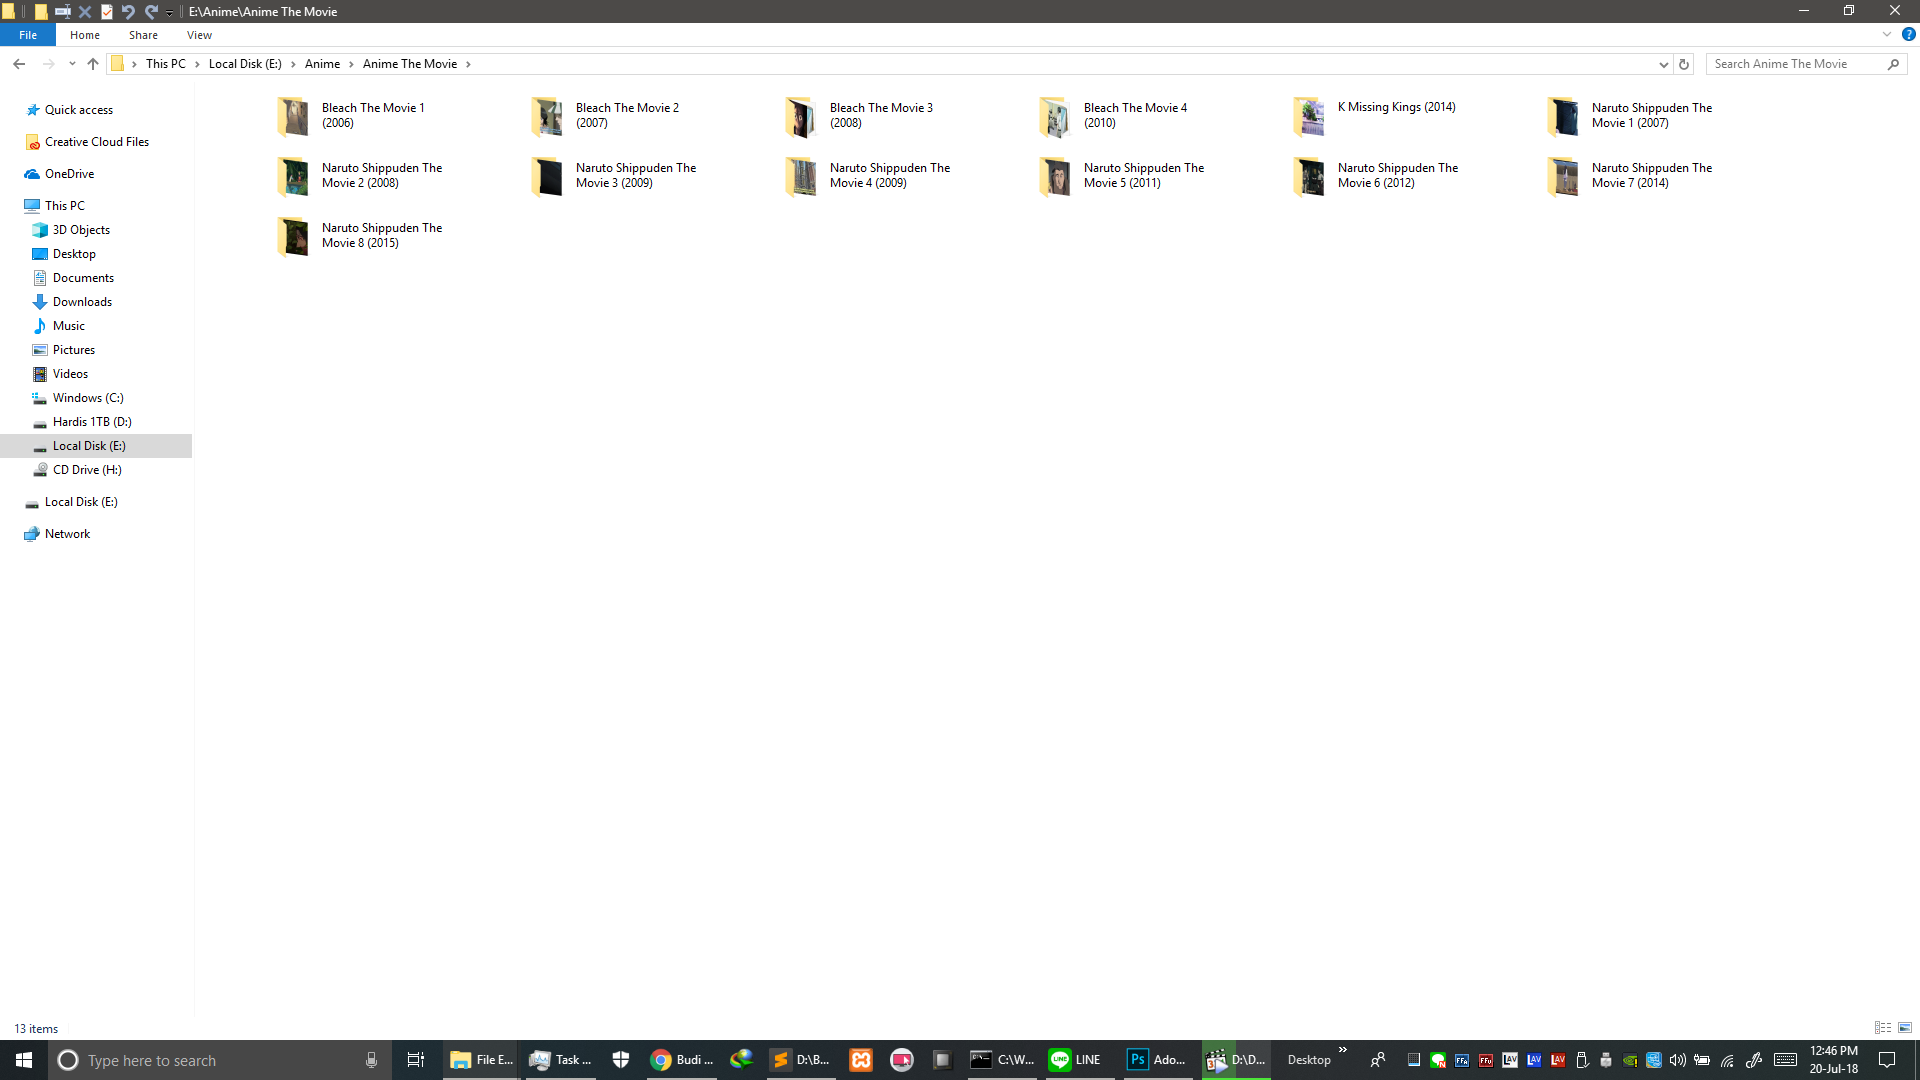 E:\Anime\Anime The Movie
File Home Share View
This PC Local Disk (E:) Anime Anime The Movie
Search Anime The Movie
Quick access
Creative Cloud Files
OneDrive
This PC
3D Objects
Desktop
Documents
Downloads
Music
Pictures
Videos
Windows (C:)
Hardis 1TB (D:)
Local Disk (E:)
CD Drive (H:)
Local Disk (E:)
Network
Bleach The Movie 1
(2006)
Bleach The Movie 2
(2007)
Bleach The Movie 3
(2008)
Bleach The Movie 4
(2010)
K Missing Kings (2014)
Naruto Shippuden The
Movie 1 (2007)
Naruto Shippuden The
Movie 2 (2008)
Naruto Shippuden The
Movie 3 (2009)
Naruto Shippuden The
Movie 4 (2009)
Naruto Shippuden The
Movie 5 (2011)
Naruto Shippuden The
Movie 6 (2012)
Naruto Shippuden The
Movie 7 (2014)
Naruto Shippuden The
Movie 8 (2015)
13 items
Type here to search
File E...
Task ...
Budi ...
D:\B...
C:\W...
LINE
Ps Ado...
D:\D...
Desktop
LAV LAV LAV
12:46 PM
20-Jul-18